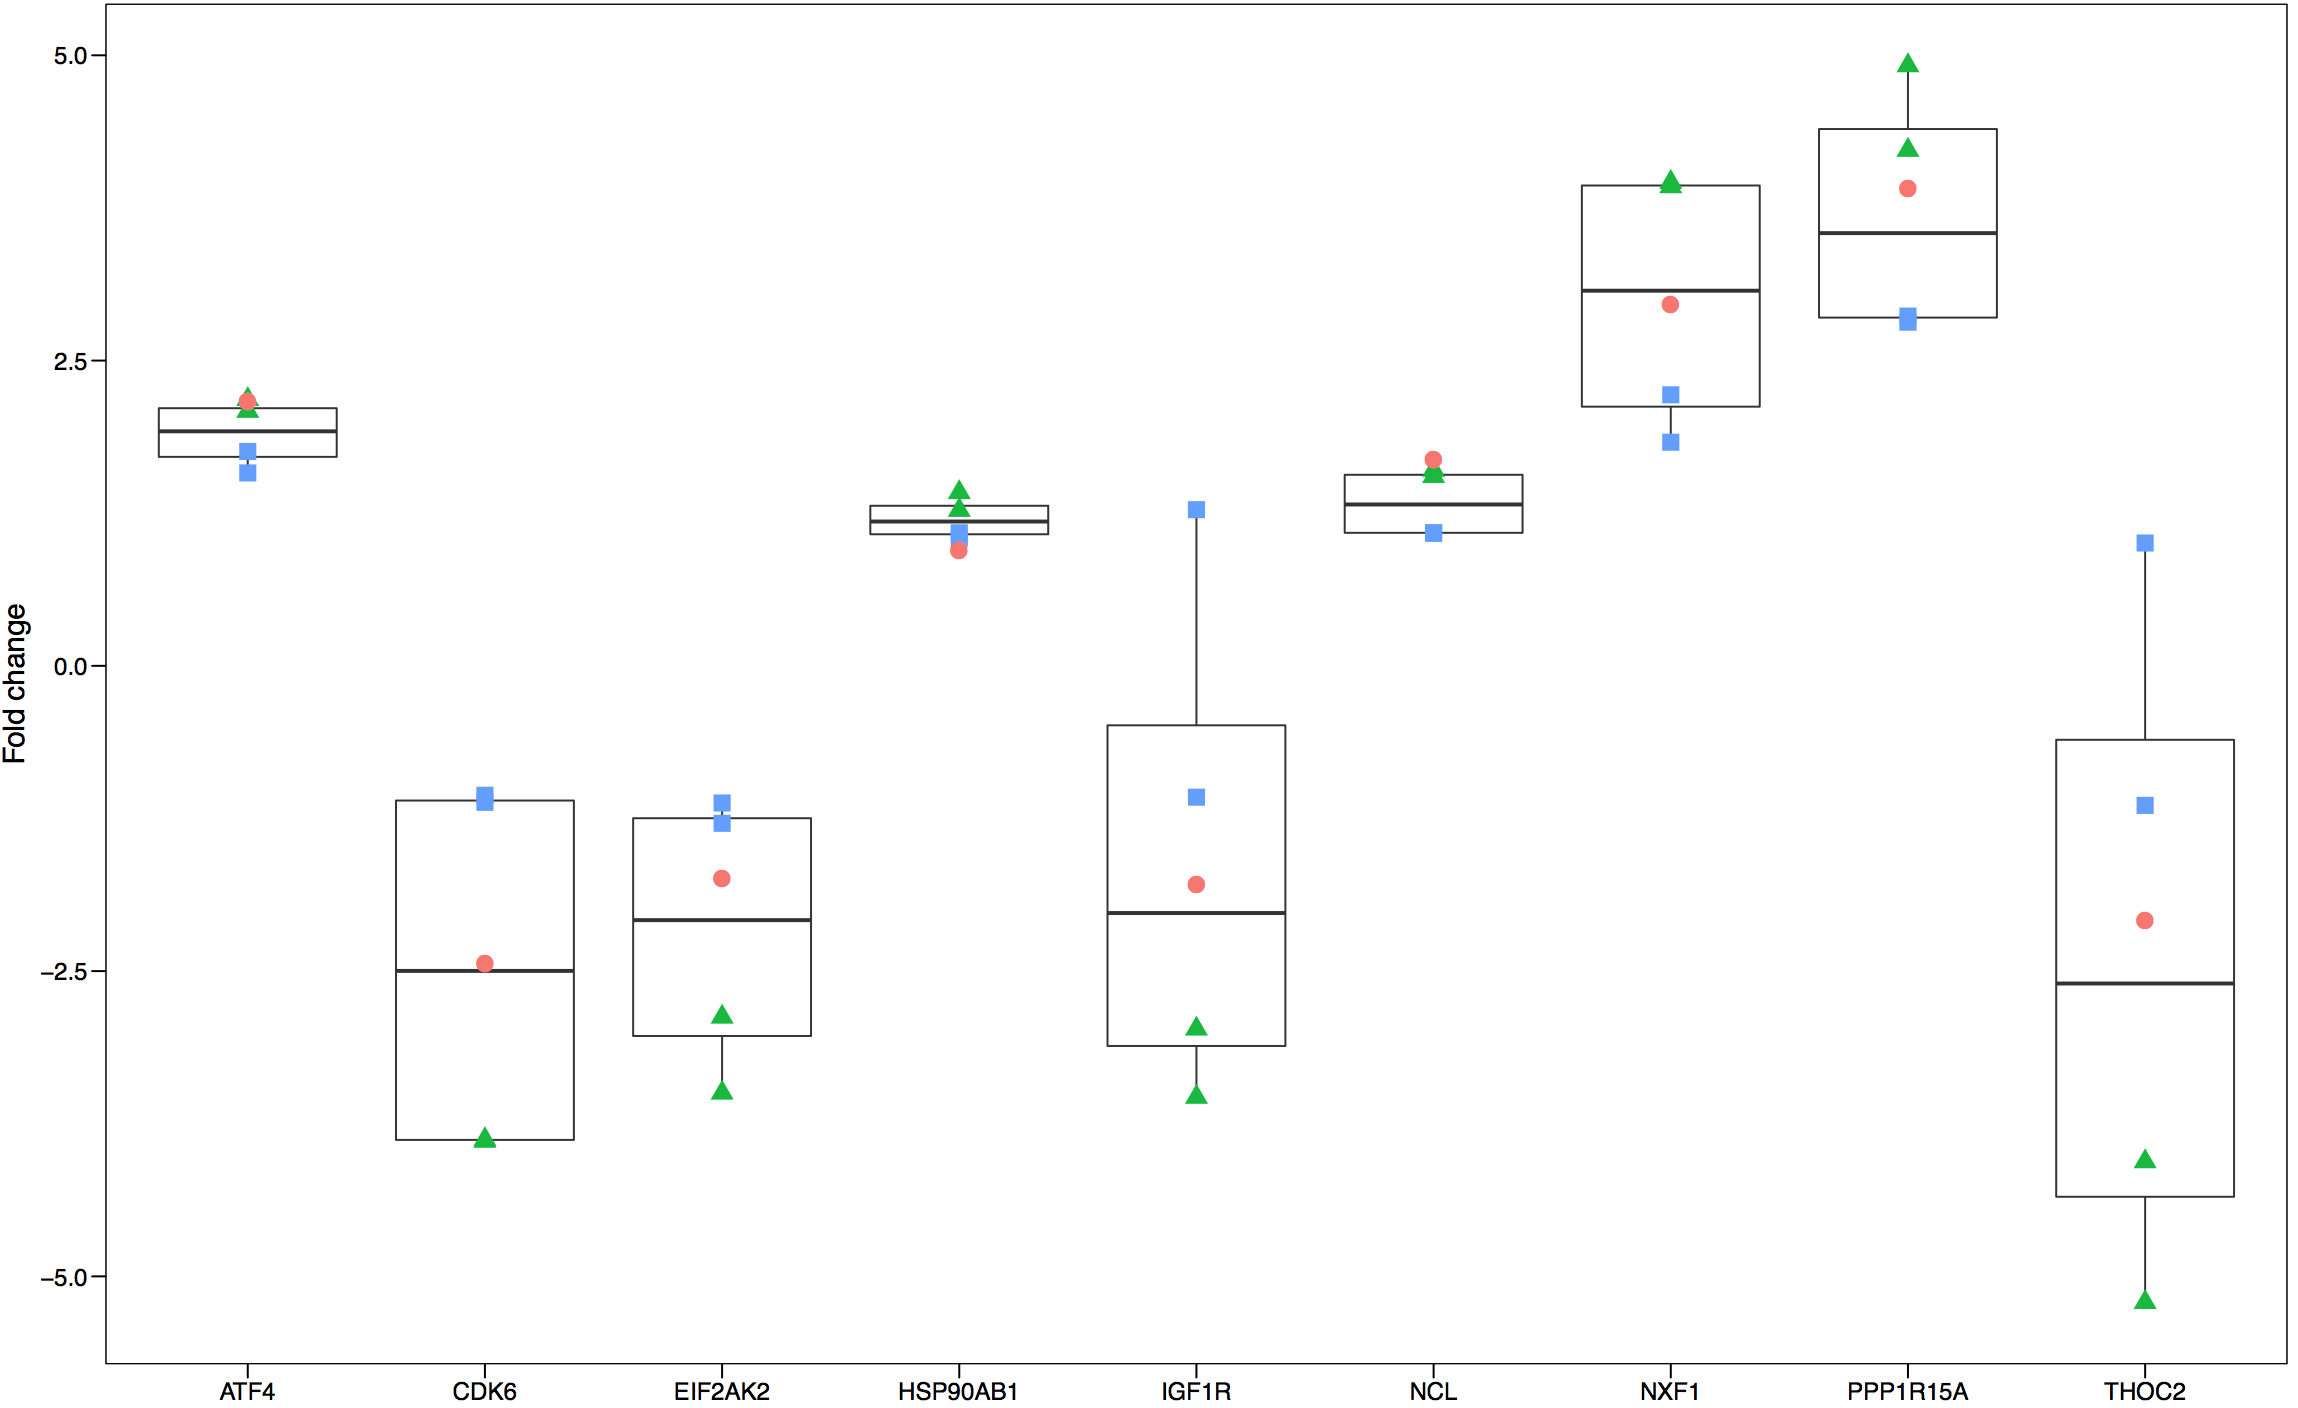 Fold change
5.0
2.5
0.0
−2.5
−5.0
ATF4 CDK6 EIF2AK2 HSP90AB1 IGF1R NCL NXF1 PPP1R15A THOC2